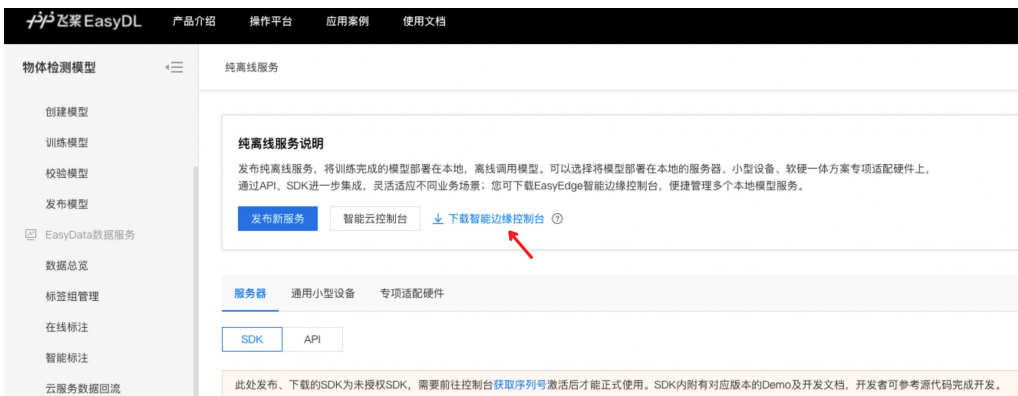 飞桨EasyDL 产品介绍 操作平台 应用案例 使用文档
物体检测模型
纯离线服务
创建模型
训练模型
校验模型
发布模型
EasyData数据服务
数据总览
标签组管理
在线标注
智能标注
云服务数据回流
纯离线服务说明
发布纯离线服务，将训练完成的模型部署在本地，离线调用模型。可以选择将模型部署在本地的服务器、小型设备、软硬一体方案专项适配硬件上，
通过API、SDK进一步集成，灵活适应不同业务场景；您可下载EasyEdge智能边缘控制台，便捷管理多个本地模型服务。
发布新服务 智能云控制台 下载智能边缘控制台 ?
服务器 通用小型设备 专项适配硬件
SDK API
此处发布、下载的SDK为未授权SDK，需要前往控制台获取序列号激活后才能正式使用。SDK内附有对应版本的Demo及开发文档，开发者可参考源代码完成开发。